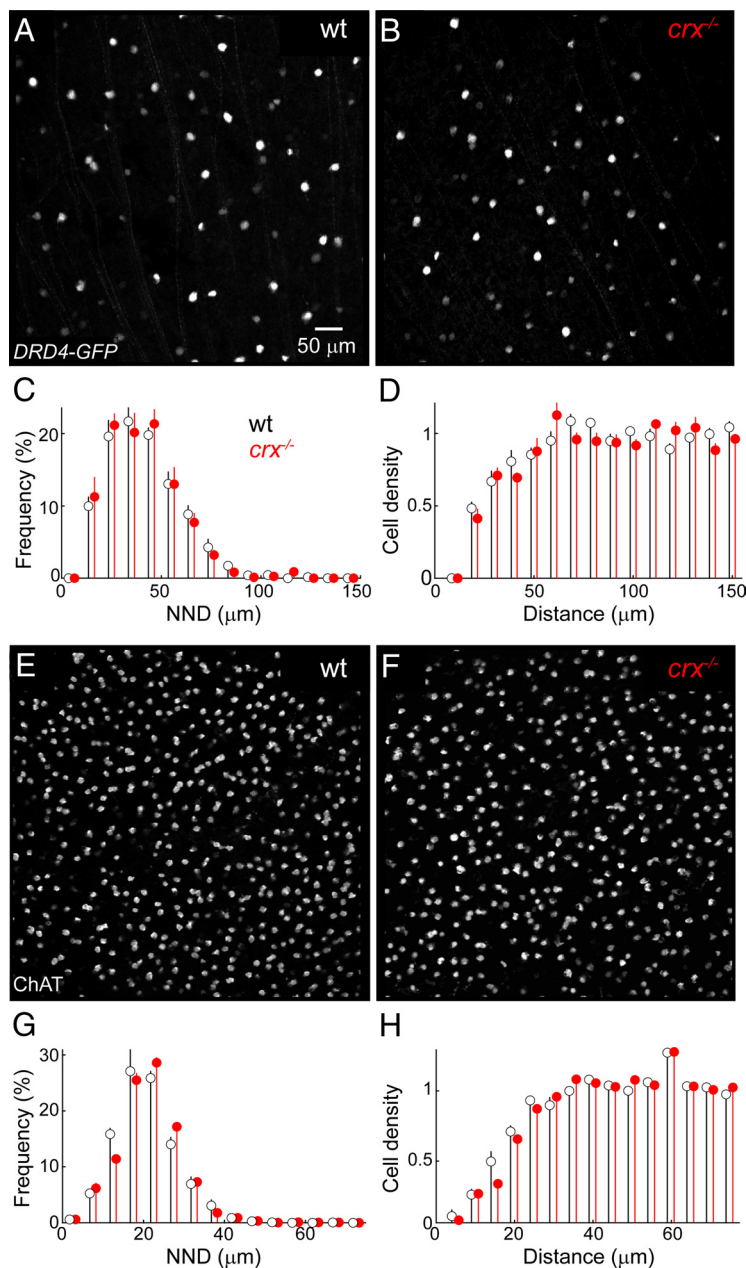 A wt
B crx-/-
DRD4-GFP
50 μm
C
D
wt
crx-/-
Frequency (%)
20
10
0
0 50 100 150
NND (μm)
Cell density
1
0.5
0
0 50 100 150
Distance (μm)
E wt
F crx-/-
ChAT
G
H
Frequency (%)
30
20
10
0
0 20 40 60
NND (μm)
Cell density
1
0.5
0
0 20 40 60
Distance (μm)